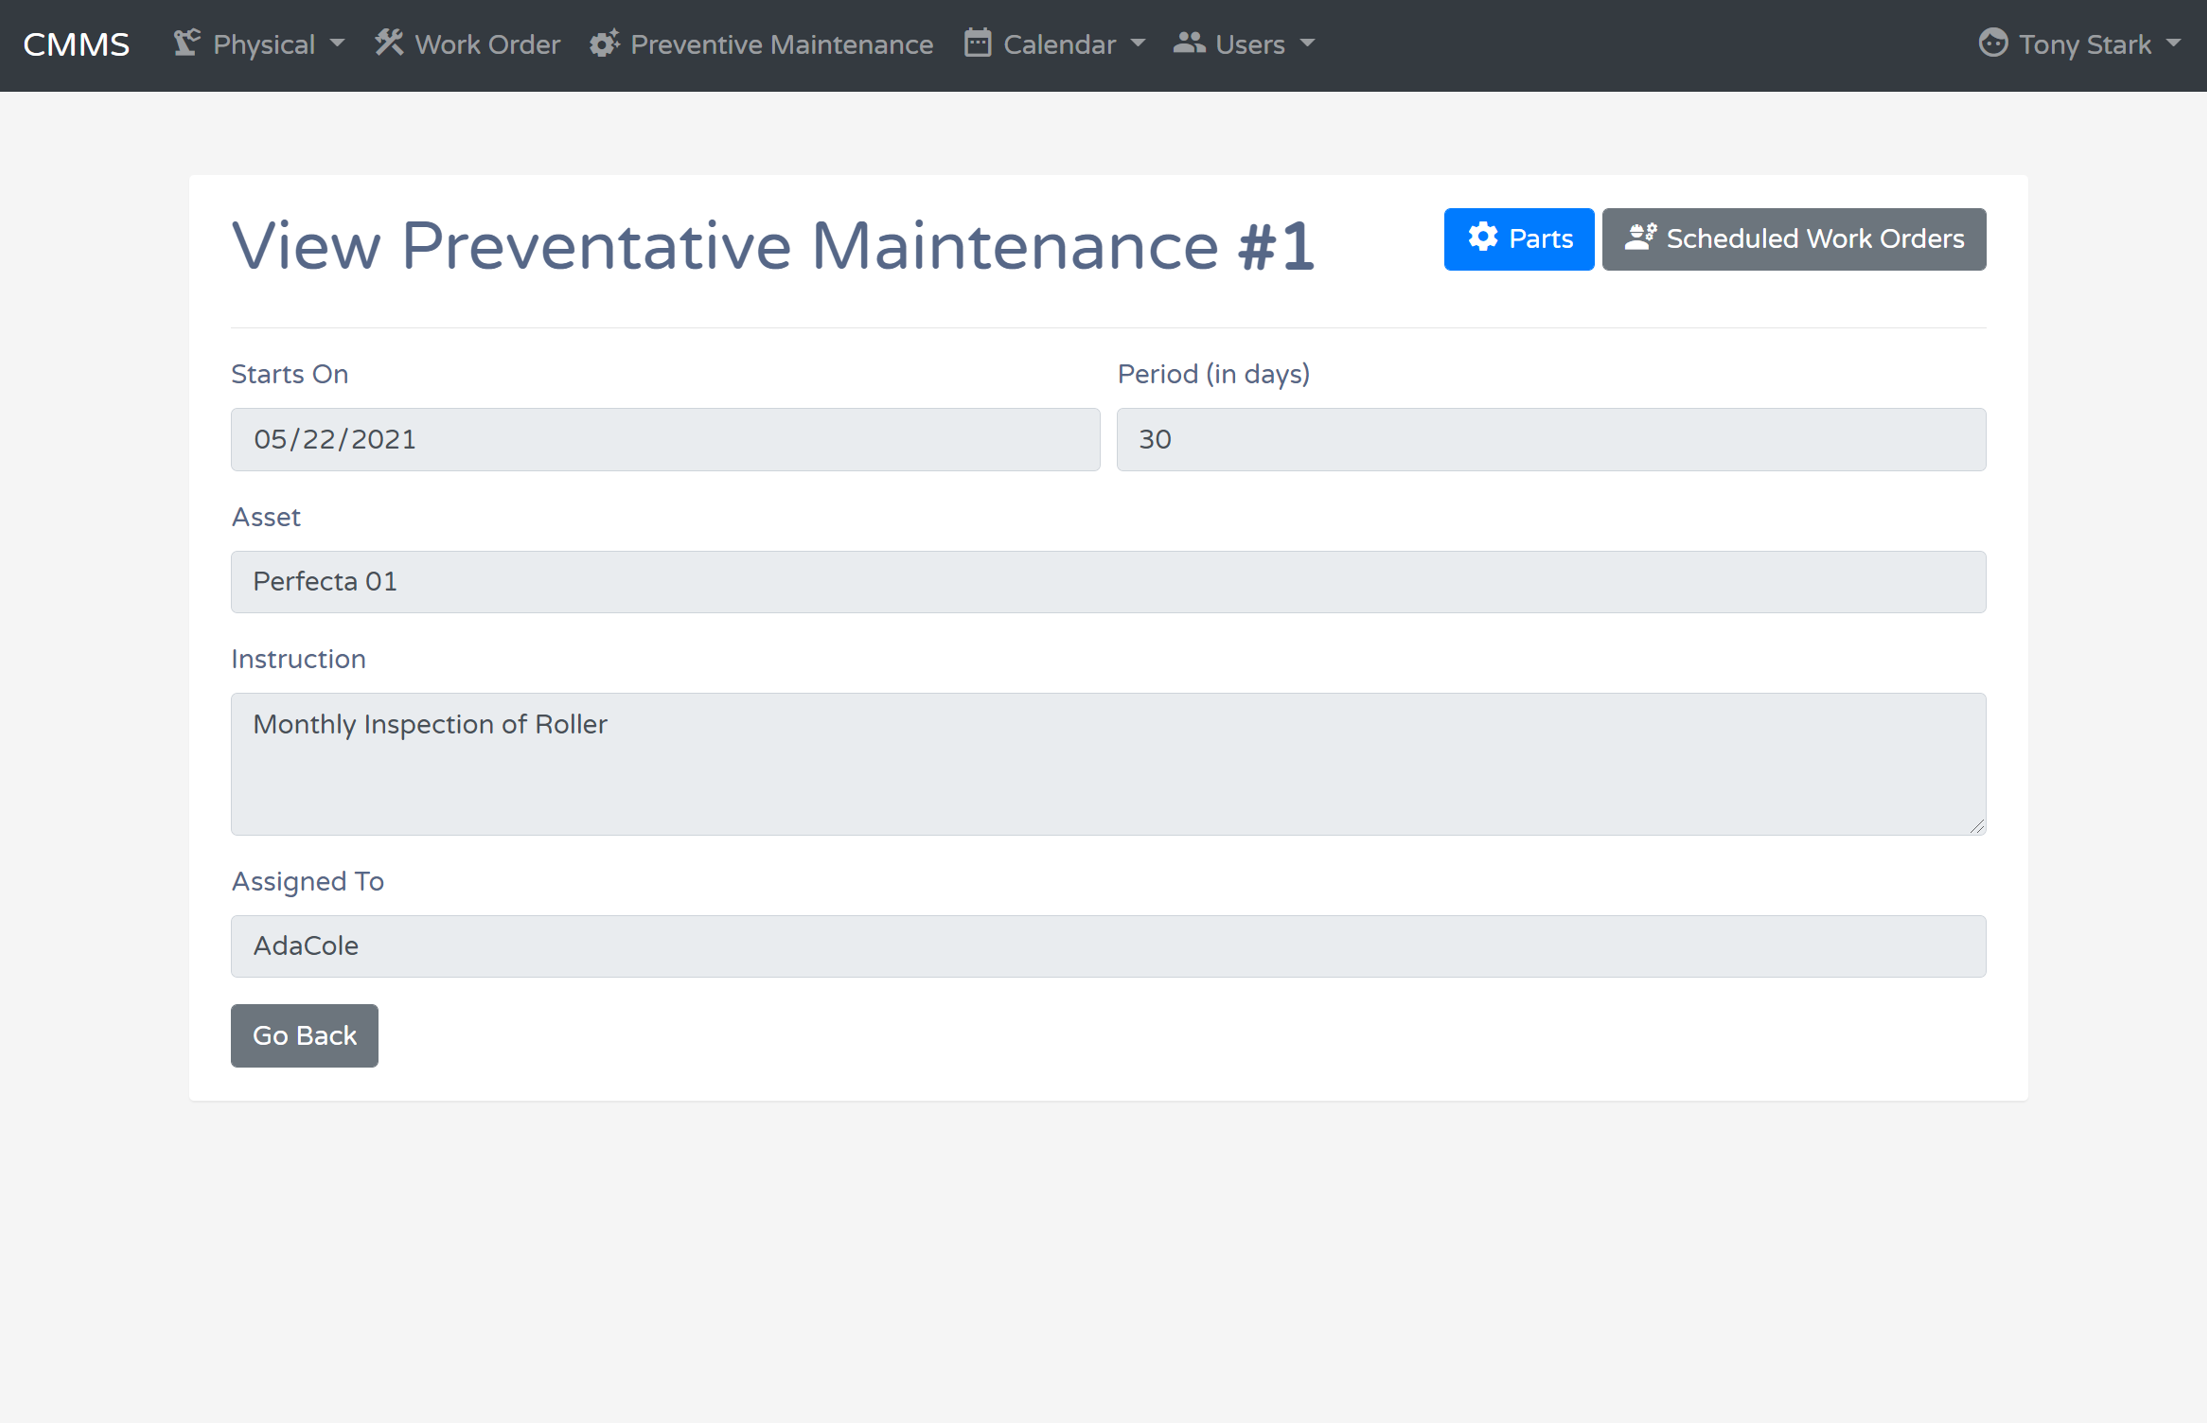 CMMS Physical Work Order Preventive Maintenance Calendar Users Tony Stark
View Preventative Maintenance #1 Parts Scheduled Work Orders
Starts On Period (in days)
05/22/2021 30
Asset
Perfecta 01
Instruction
Monthly Inspection of Roller
Assigned To
AdaCole
Go Back